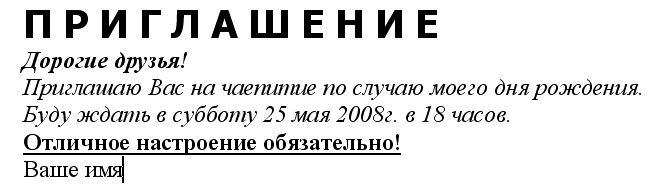 П Р И Г Л А Ш Е Н И Е
Дорогие друзья!
Приглашаю Вас на чаепитие по случаю моего дня рождения.
Буду ждать в субботу 25 мая 2008г. в 18 часов.
Отличное настроение обязательно!
Ваше имя